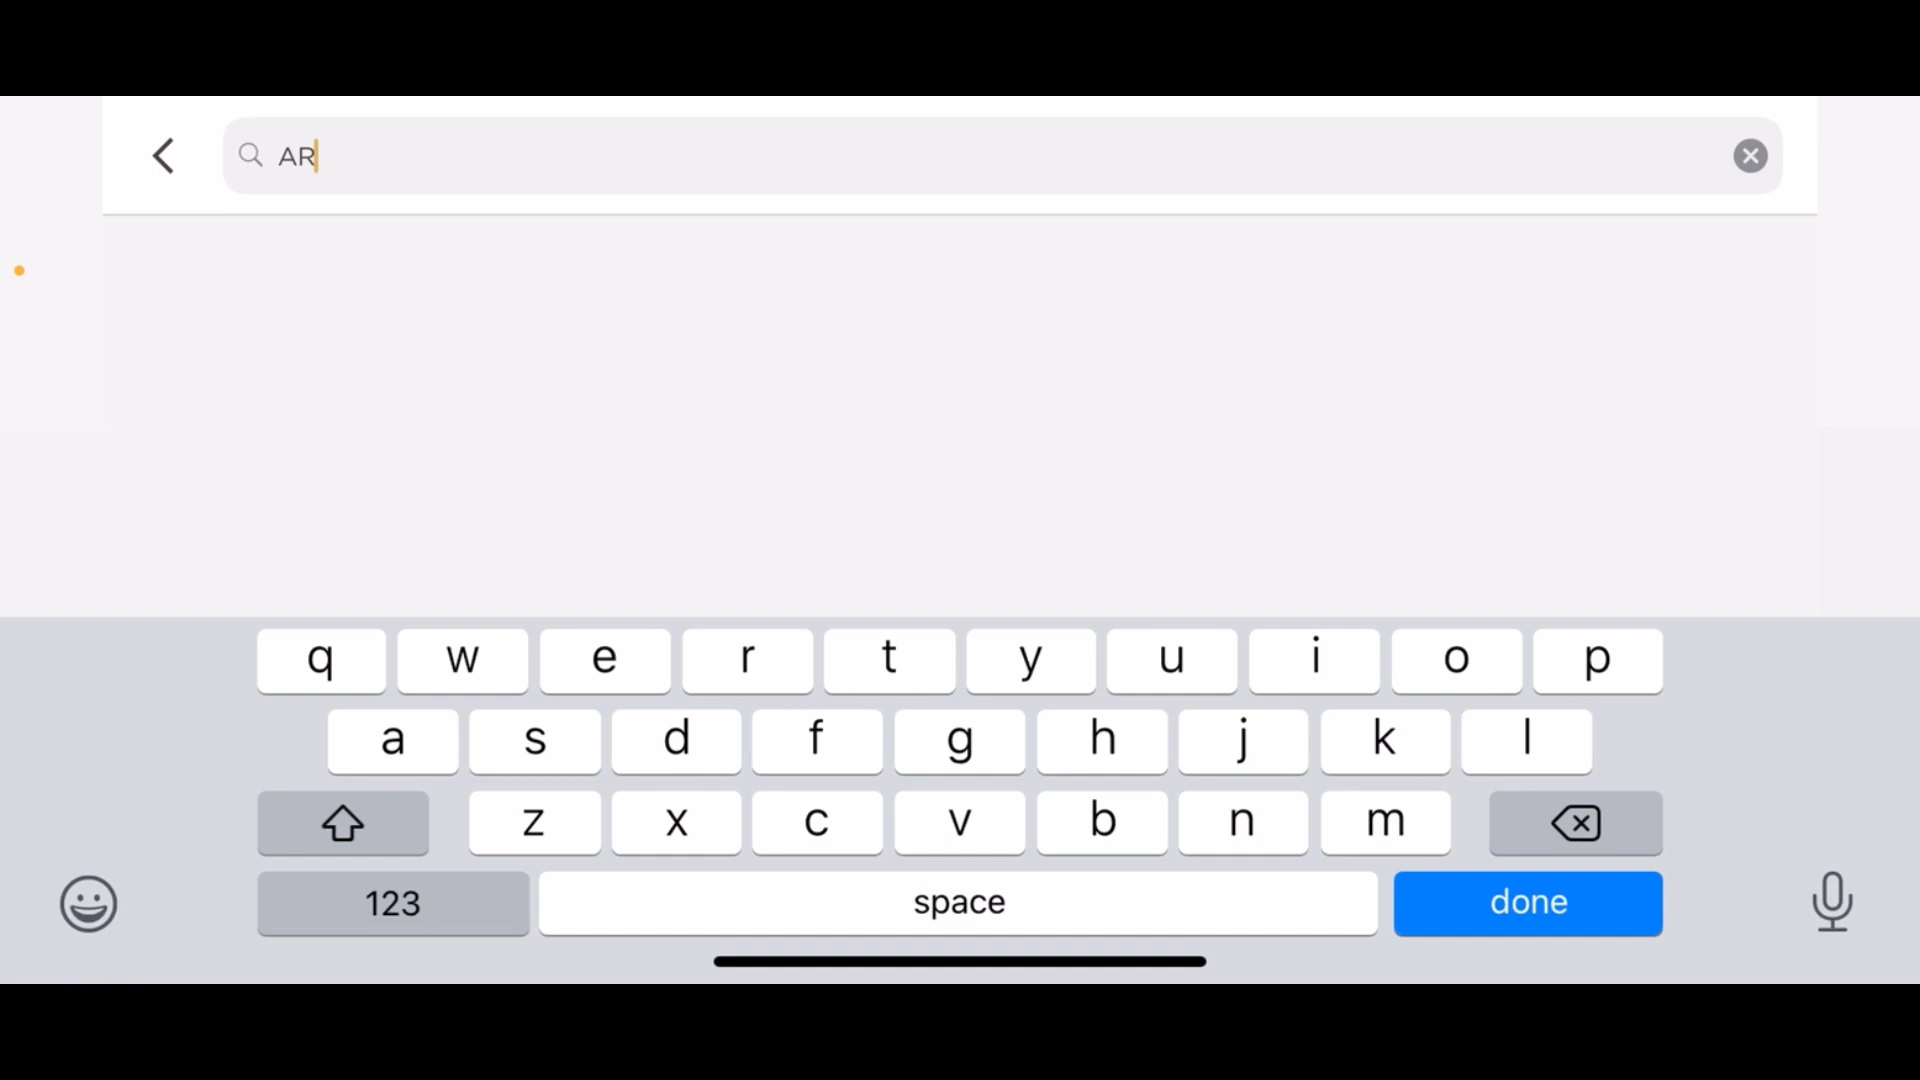 AR
q w e r t y u i o p
a s d f g h j k l
z x c v b n m
123 space done